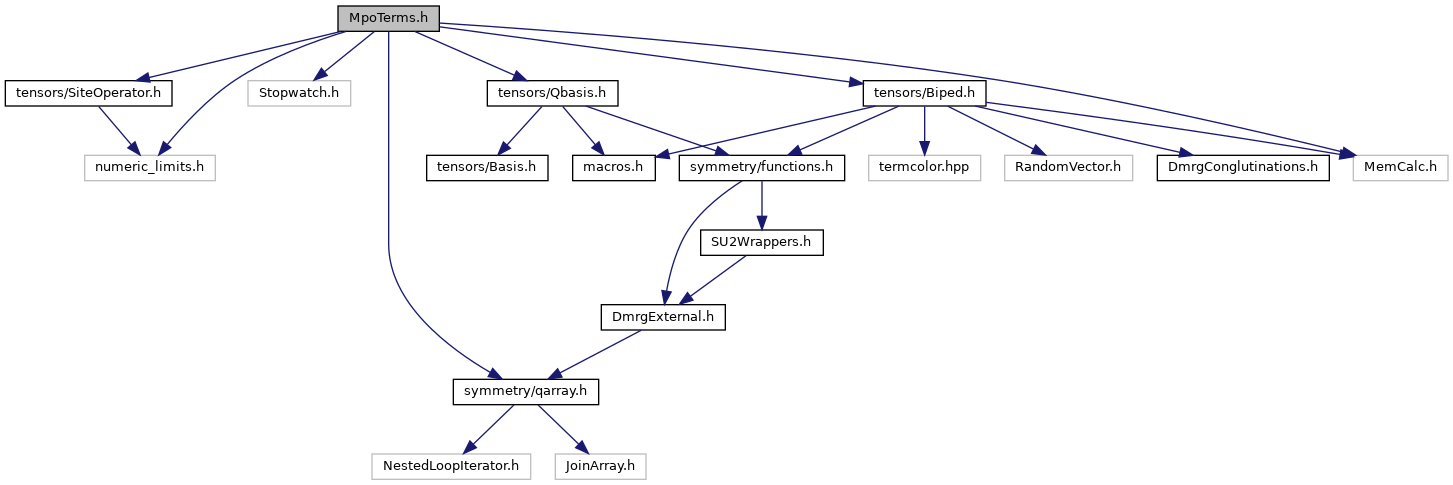 MpoTerms.h
tensors/SiteOperator.h
Stopwatch.h
tensors/Qbasis.h
tensors/Biped.h
numeric_limits.h
tensors/Basis.h
macros.h
symmetry/functions.h
termcolor.hpp
RandomVector.h
DmrgConglutinations.h
MemCalc.h
SU2Wrappers.h
DmrgExternal.h
symmetry/qarray.h
NestedLoopIterator.h
JoinArray.h